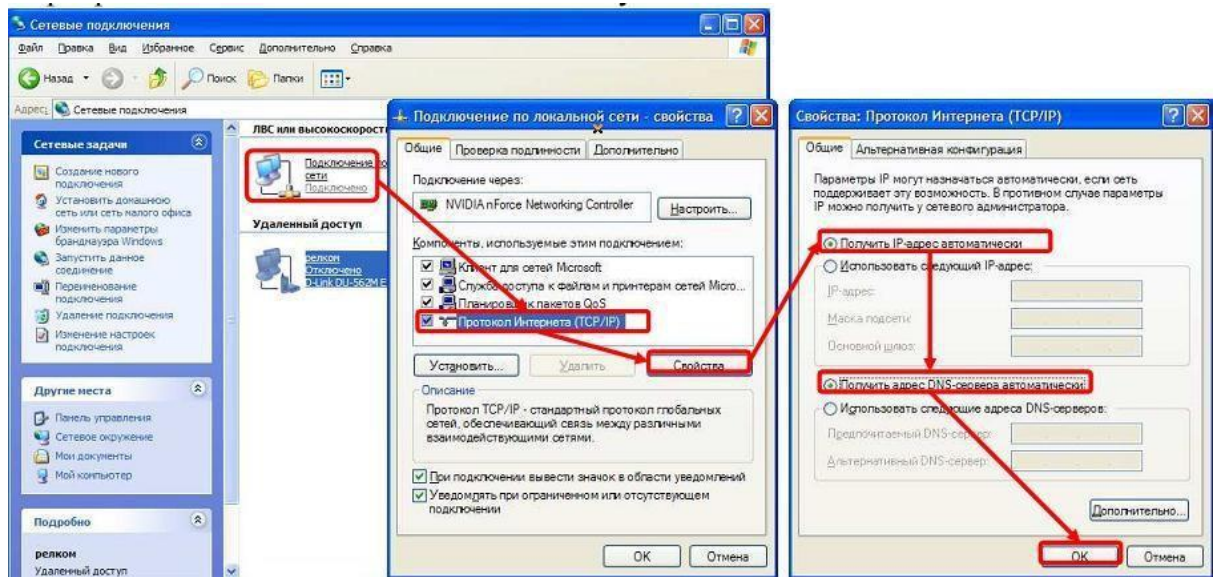 Сетевые подключения
Файл Правка Вид Избранное Сервис Дополнительно Справка
Назад Поиск Папки
Адрес: Сетевые подключения
Сетевые задачи
Создание нового
подключения
Установить домашнюю
сеть или сеть малого офиса
Изменить параметры
брандмауэра Windows
Запустить данное
соединение
Переименование
подключения
Удаление подключения
Изменение настроек
подключения
Другие места
Панель управления
Сетевое окружение
Мои документы
Мой компьютер
Подробно
релком
Удаленный доступ
ЛВС или высокоскорост
Подключение по
сети
Подключено
Удаленный доступ
релком
Отключено
D-Link DU-562M E
Подключение по локальной сети - свойства
Общие Проверка подлинности Дополнительно
Подключение через:
NVIDIA nForce Networking Controller Настроить...
Компоненты, используемые этим подключением:
Клиент для сетей Microsoft
Служба доступа к файлам и принтерам сетей Micro...
Планировщик пакетов QoS
Протокол Интернета (TCP/IP)
Установить... Удалить Свойства
Описание
Протокол TCP/IP - стандартный протокол глобальных
сетей, обеспечивающий связь между различными
взаимодействующими сетями.
При подключении вывести значок в области уведомлений
Уведомлять при ограниченном или отсутствующем
подключении
OK Отмена
Свойства: Протокол Интернета (TCP/IP)
Общие Альтернативная конфигурация
Параметры IP могут назначаться автоматически, если сеть
поддерживает эту возможность. В противном случае параметры
IP можно получить у сетевого администратора.
Получить IP-адрес автоматически
Использовать следующий IP-адрес:
IP-адрес:
Маска подсети:
Основной шлюз:
Получить адрес DNS-сервера автоматически
Использовать следующие адреса DNS-серверов:
Предпочитаемый DNS-сервер:
Альтернативный DNS-сервер:
Дополнительно...
OK Отмена